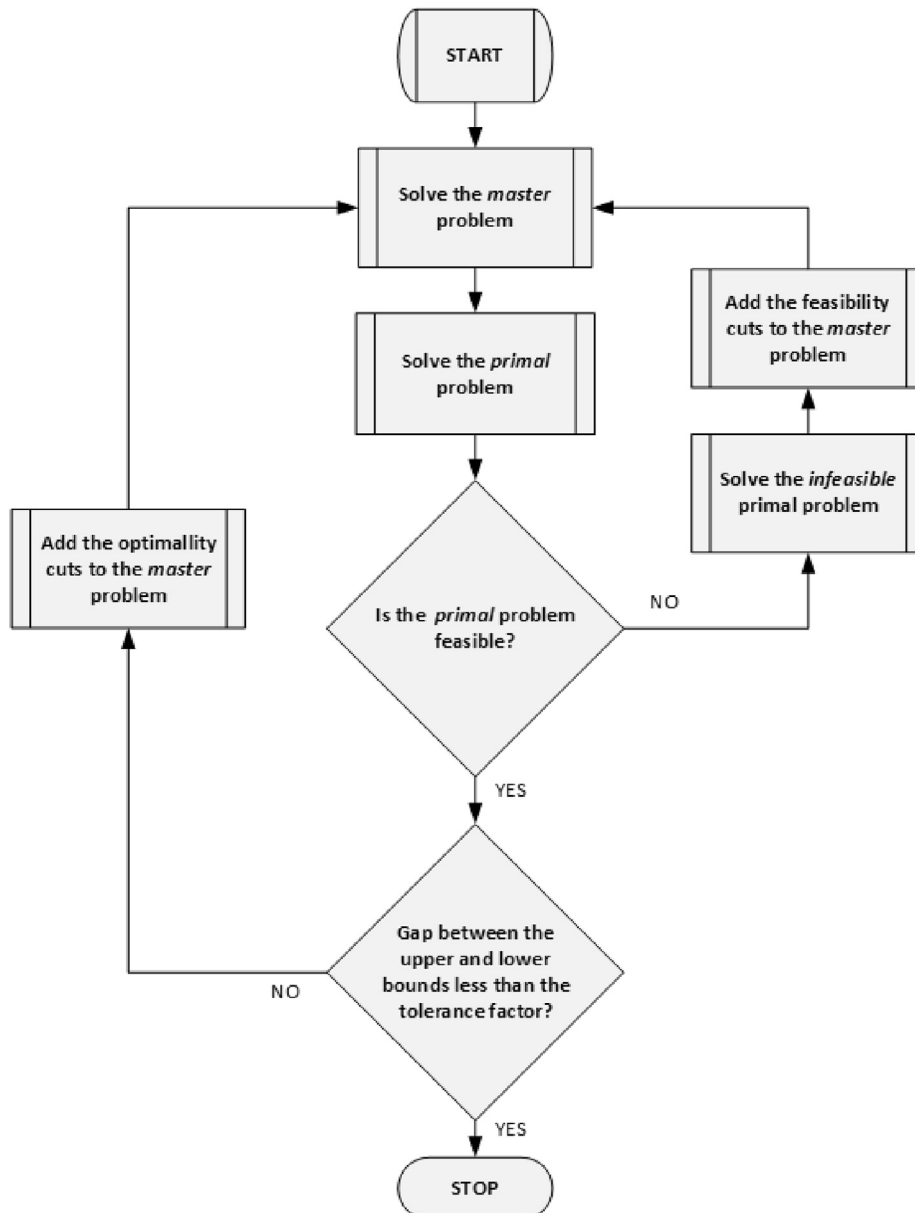 START
Solve the master
problem
Add the feasibility
cuts to the master
problem
Solve the primal
problem
Solve the infeasible
primal problem
Add the optimallity
cuts to the master
problem
Is the primal problem
feasible?
NO
YES
Gap between the
upper and lower
bounds less than the
tolerance factor?
NO
YES
STOP